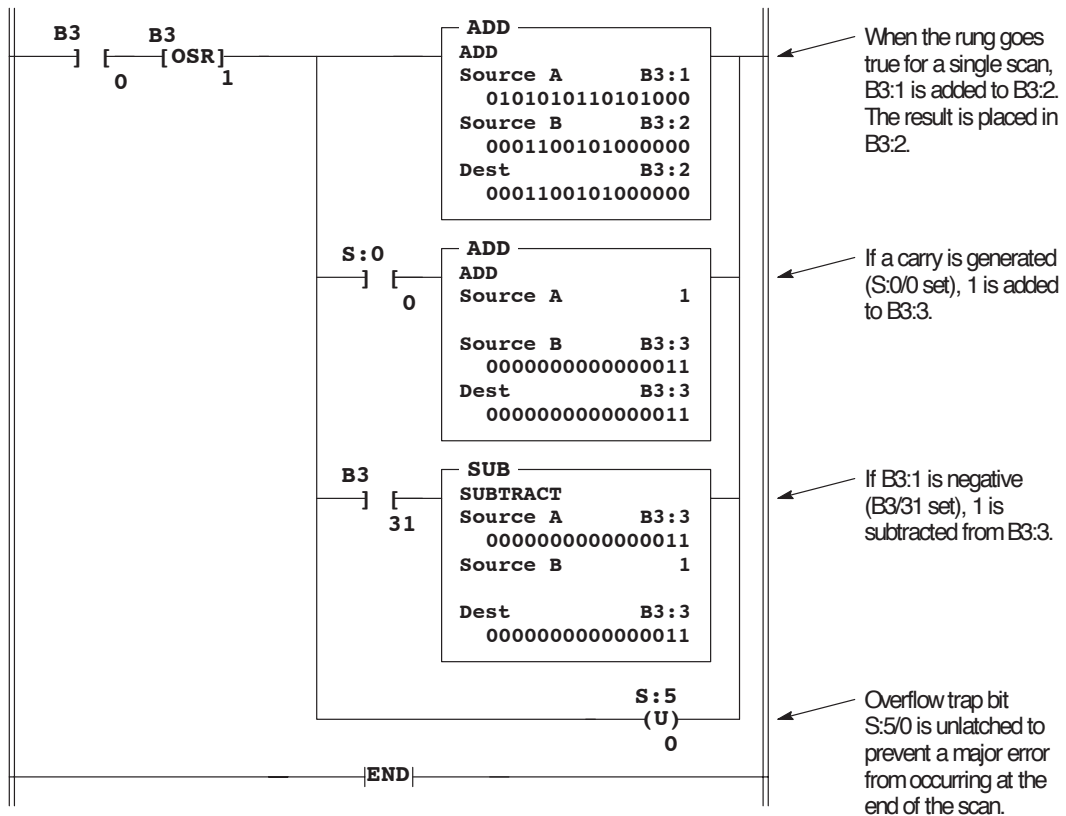 B3 B3 ADD
] [ [OSR] ADD
0 1 Source A B3:1
0101010110101000
Source B B3:2
0001100101000000
Dest B3:2
0001100101000000
When the rung goes
true for a single scan,
B3:1 is added to B3:2.
The result is placed in
B3:2.
S:0 ADD
] [ ADD
0 Source A 1
Source B B3:3
0000000000000011
Dest B3:3
0000000000000011
If a carry is generated
(S:0/0 set), 1 is added
to B3:3.
B3 SUB
] [ SUBTRACT
31 Source A B3:3
0000000000000011
Source B 1
Dest B3:3
0000000000000011
If B3:1 is negative
(B3/31 set), 1 is
subtracted from B3:3.
S:5
(U)
0
Overflow trap bit
S:5/0 is unlatched to
prevent a major error
from occurring at the
end of the scan.
END